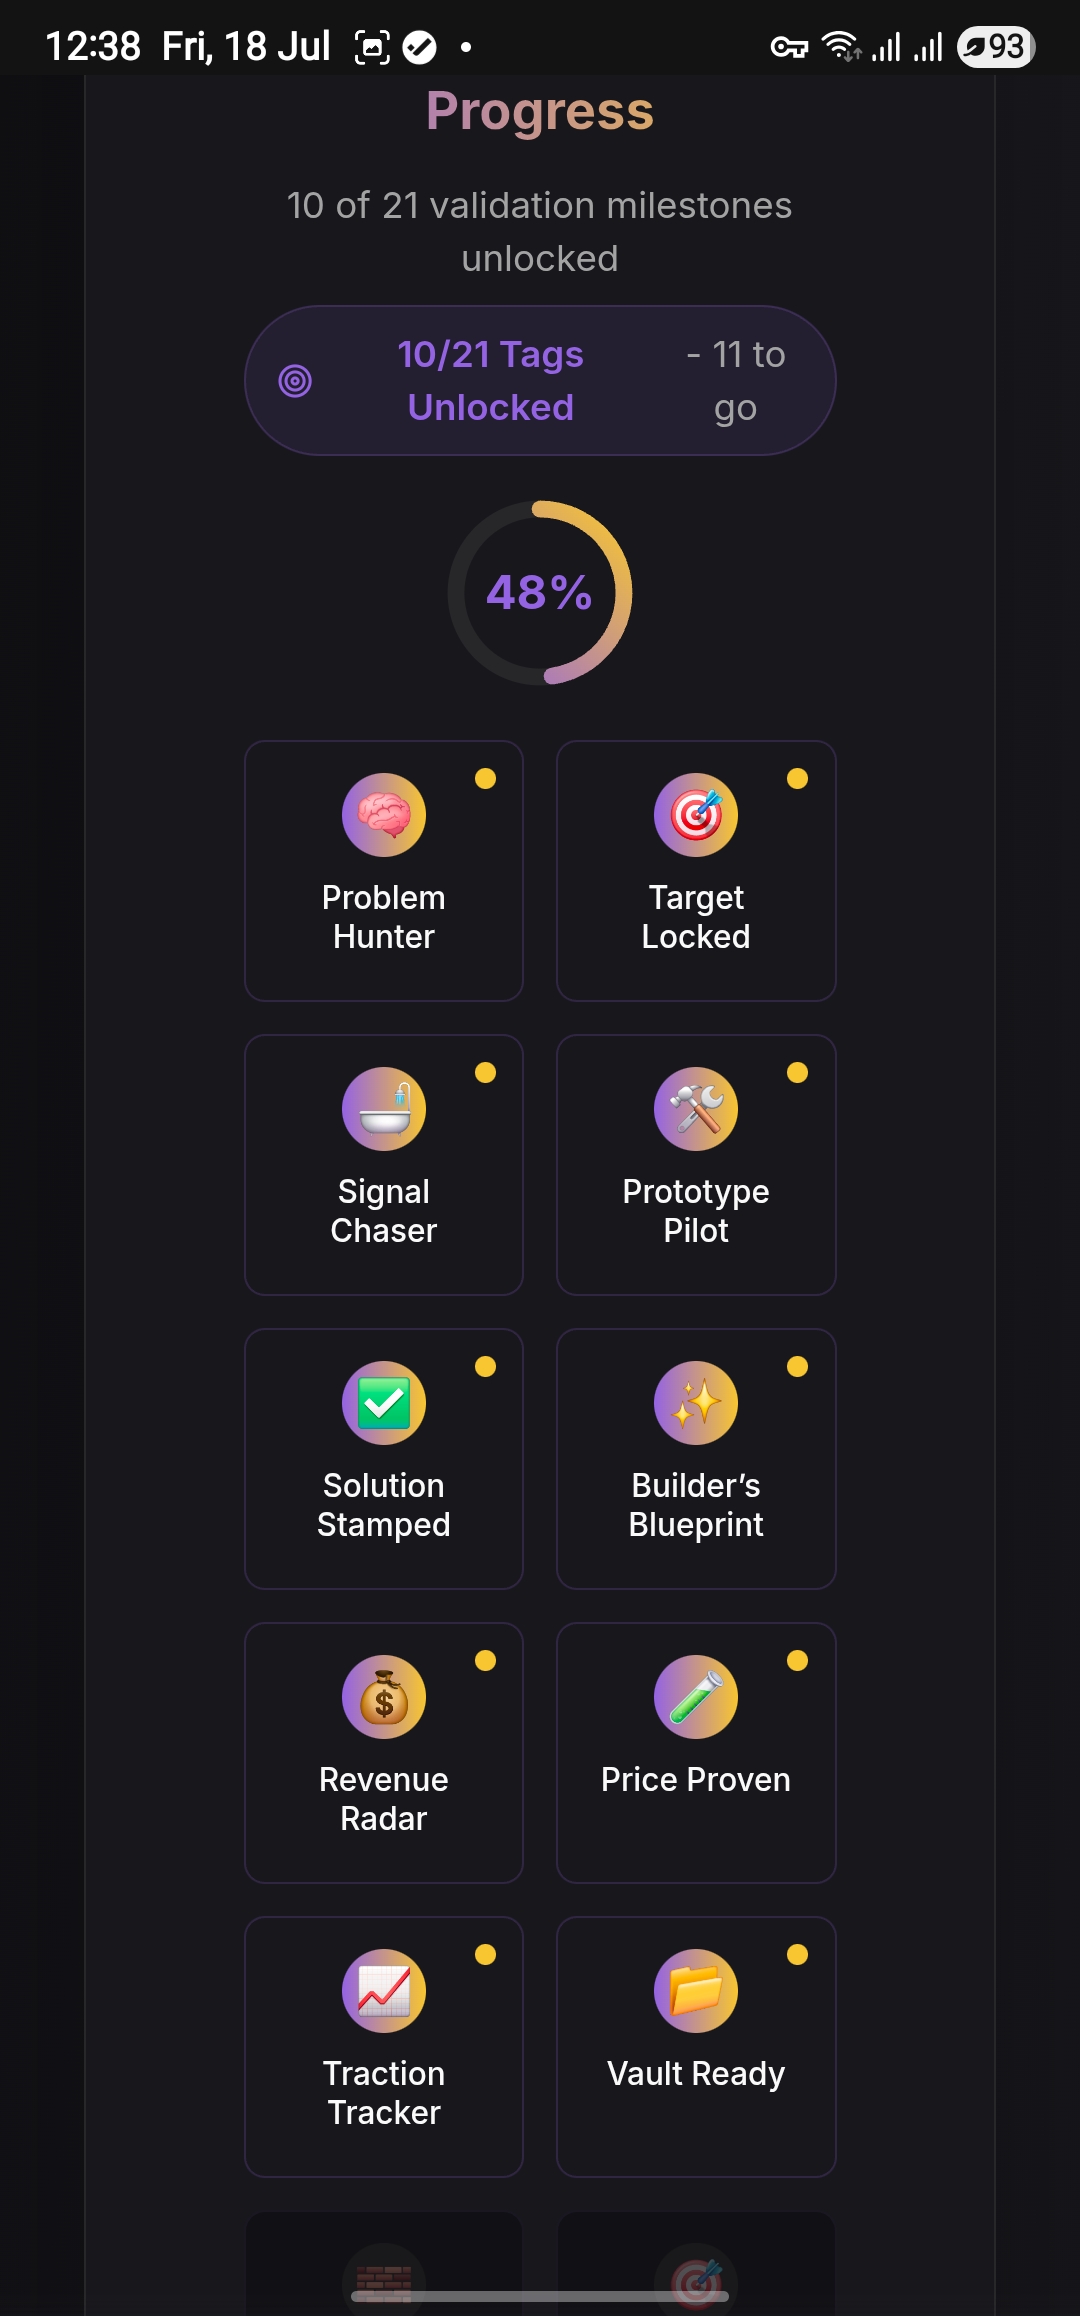 12:38 Fri, 18 Jul
93
Progress
10 of 21 validation milestones
unlocked
10/21 Tags
Unlocked
- 11 to
go
48%
Problem
Hunter
Target
Locked
Signal
Chaser
Prototype
Pilot
Solution
Stamped
Builder’s
Blueprint
Revenue
Radar
Price Proven
Traction
Tracker
Vault Ready